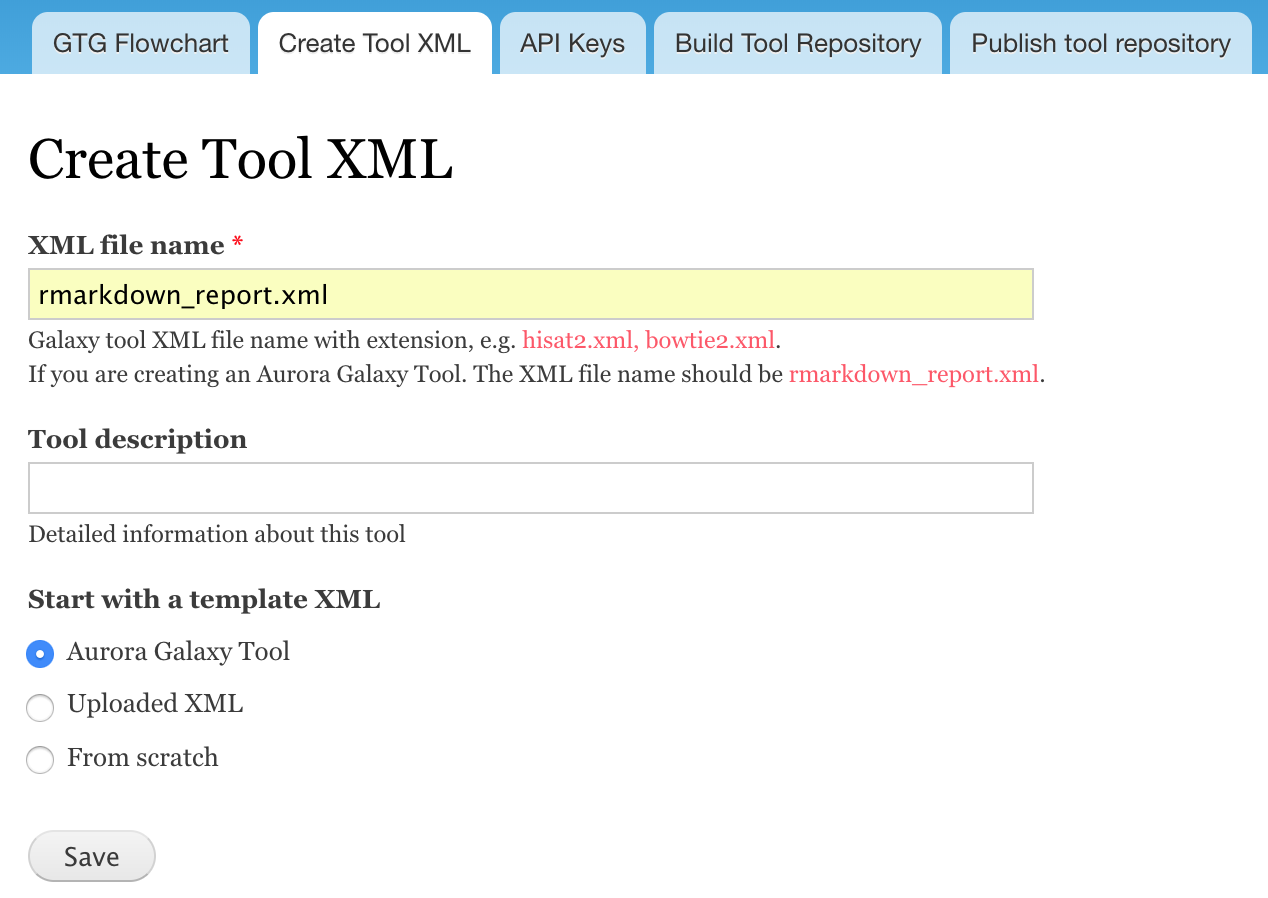 GTG Flowchart
Create Tool XML
API Keys
Build Tool Repository
Publish tool repository
Create Tool XML
XML file name *
rmarkdown_report.xml
Galaxy tool XML file name with extension, e.g. hisat2.xml, bowtie2.xml.
If you are creating an Aurora Galaxy Tool. The XML file name should be rmarkdown_report.xml.
Tool description
Detailed information about this tool
Start with a template XML
Aurora Galaxy Tool
Uploaded XML
From scratch
Save